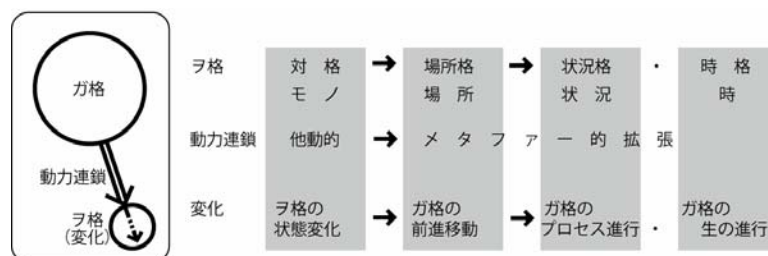 ガ格
動力連鎖
ヲ格
(変化)
ヲ格 対格 → 場所格 → 状況格 ・ 時格
モノ 場所 状況 時
動力連鎖 他動的 → メタファー的拡張
変化 ヲ格の ガ格の ガ格の ガ格の
状態変化 → 前進移動 → プロセス進行 ・ 生の進行